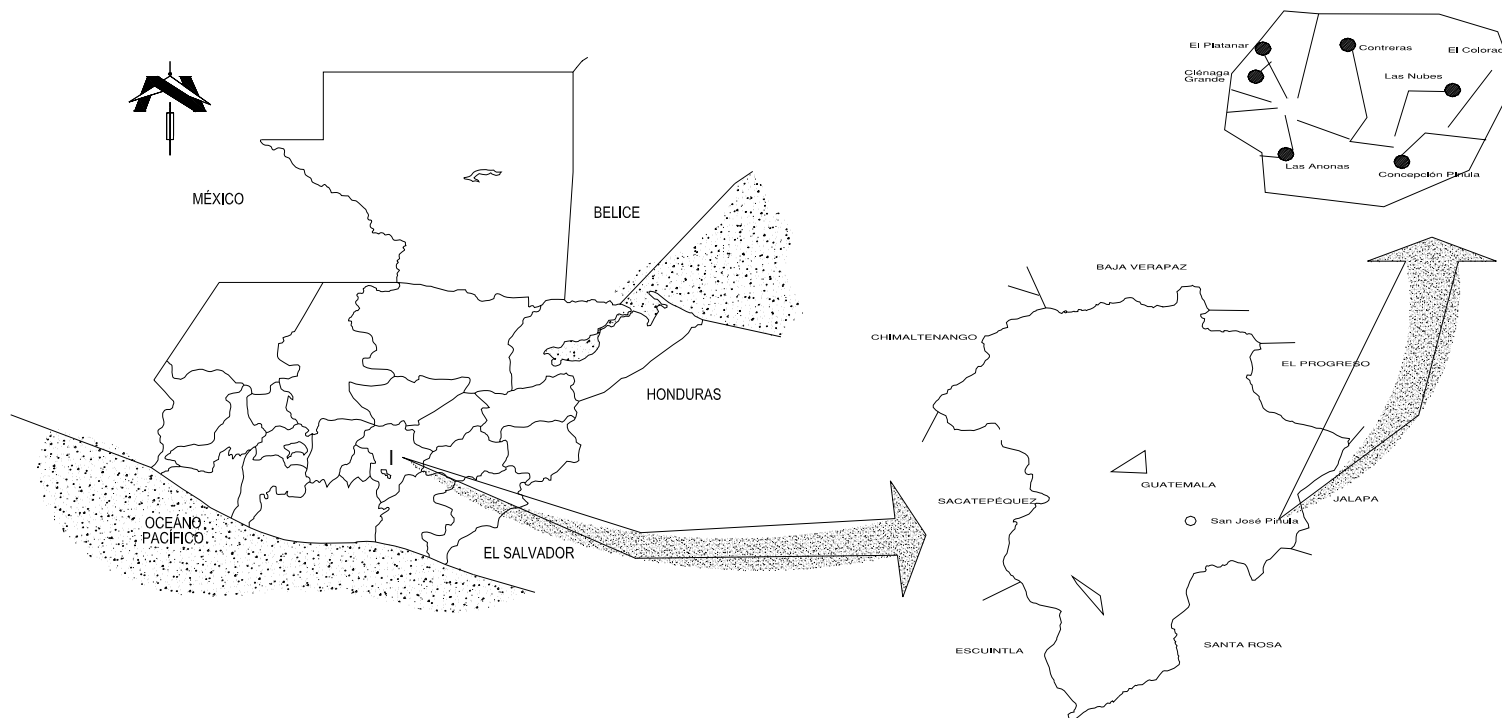 MÉXICO
BELICE
HONDURAS
OCEÁNO
PACÍFICO
EL SALVADOR
I
BAJA VERAPAZ
CHIMALTENANGO
EL PROGRESO
SACATEPÉQUEZ
GUATEMALA
JALAPA
San José Pinula
ESCUINTLA
SANTA ROSA
El Platanar
Contreras
El Colorad
Ciénaga
Grande
Las Nubes
Las Anonas
Concepción Pinula